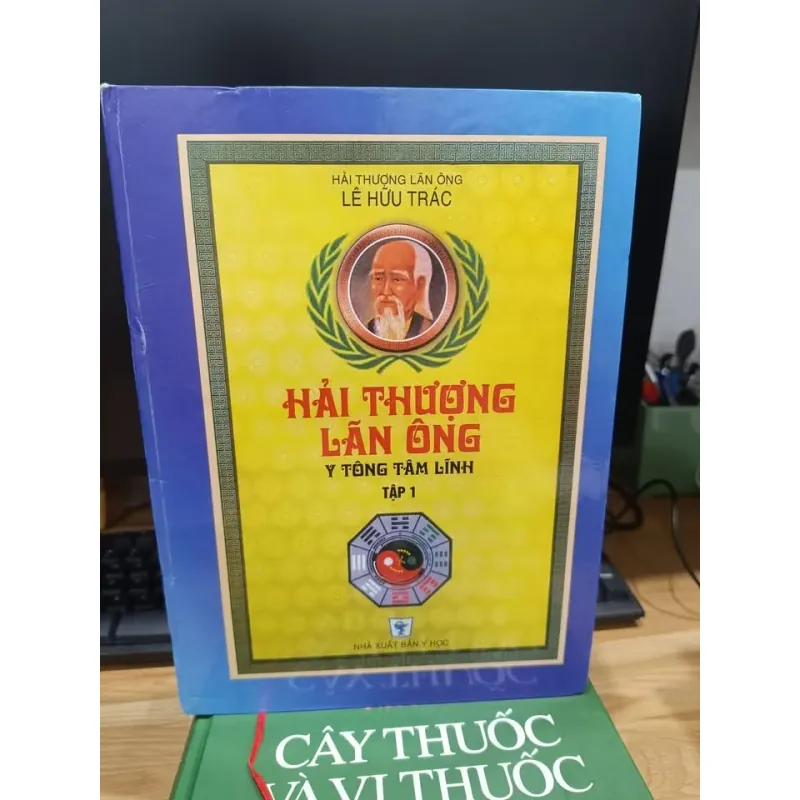 HẢI THƯỢNG LÃN ÔNG
LÊ HỮU TRÁC
HẢI THƯỢNG
LÃN ÔNG
Y TÔNG TÂM LĨNH
TẬP 1
NHÀ XUẤT BẢN Y HỌC
CÂY THUỐC
VÀ VỊ THUỐC